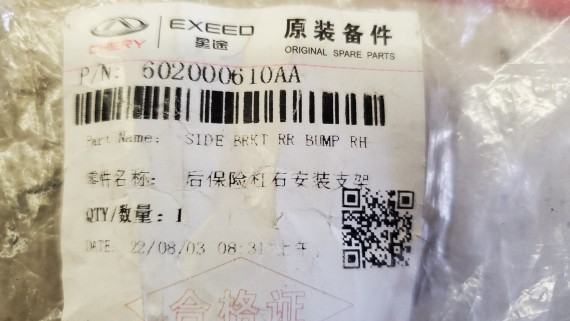 CHERY EXEED 星途 原装备件
ORIGINAL SPARE PARTS
P/N: 602000610AA
Part Name: SIDE BRKT RR BUMP RH
零件名称: 后保险杠右安装支架
QTY/数量: 1
DATE: 22/08/03 08:31 上午
合格证